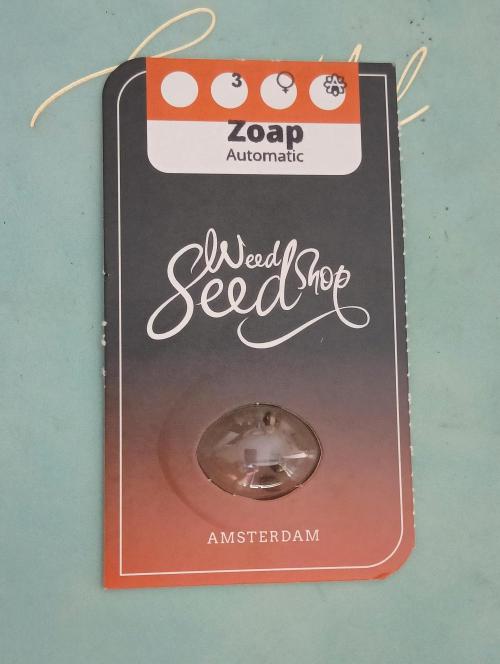 3
Zoap
Automatic
Weed
Seed Shop
AMSTERDAM